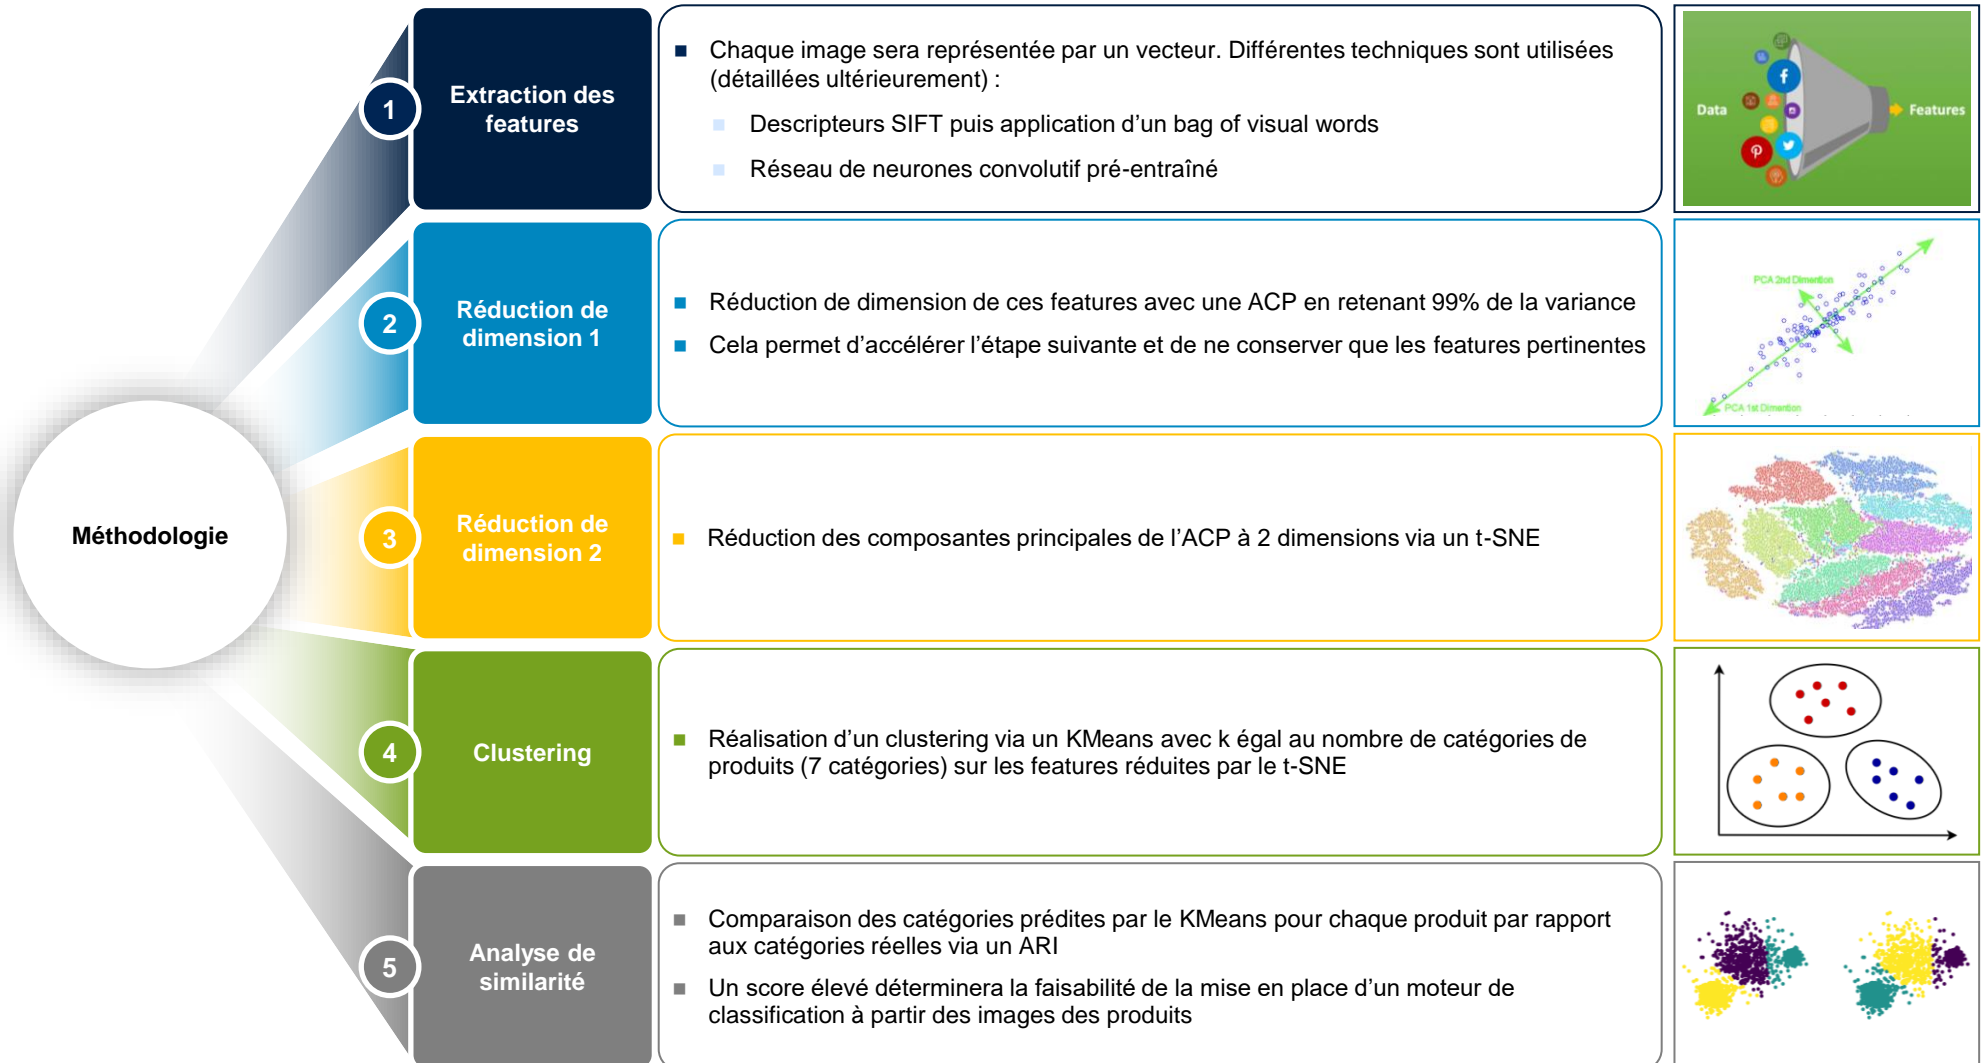 Méthodologie
1
Extraction des
features
Chaque image sera représentée par un vecteur. Différentes techniques sont utilisées
(détaillées ultérieurement) :
Descripteurs SIFT puis application d’un bag of visual words
Réseau de neurones convolutif pré-entraîné
Data
Features
2
Réduction de
dimension 1
Réduction de dimension de ces features avec une ACP en retenant 99% de la variance
Cela permet d’accélérer l’étape suivante et de ne conserver que les features pertinentes
PCA 2nd Dimention
PCA 1st Dimention
3
Réduction de
dimension 2
Réduction des composantes principales de l’ACP à 2 dimensions via un t-SNE
4
Clustering
Réalisation d’un clustering via un KMeans avec k égal au nombre de catégories de
produits (7 catégories) sur les features réduites par le t-SNE
5
Analyse de
similarité
Comparaison des catégories prédites par le KMeans pour chaque produit par rapport
aux catégories réelles via un ARI
Un score élevé déterminera la faisabilité de la mise en place d’un moteur de
classification à partir des images des produits